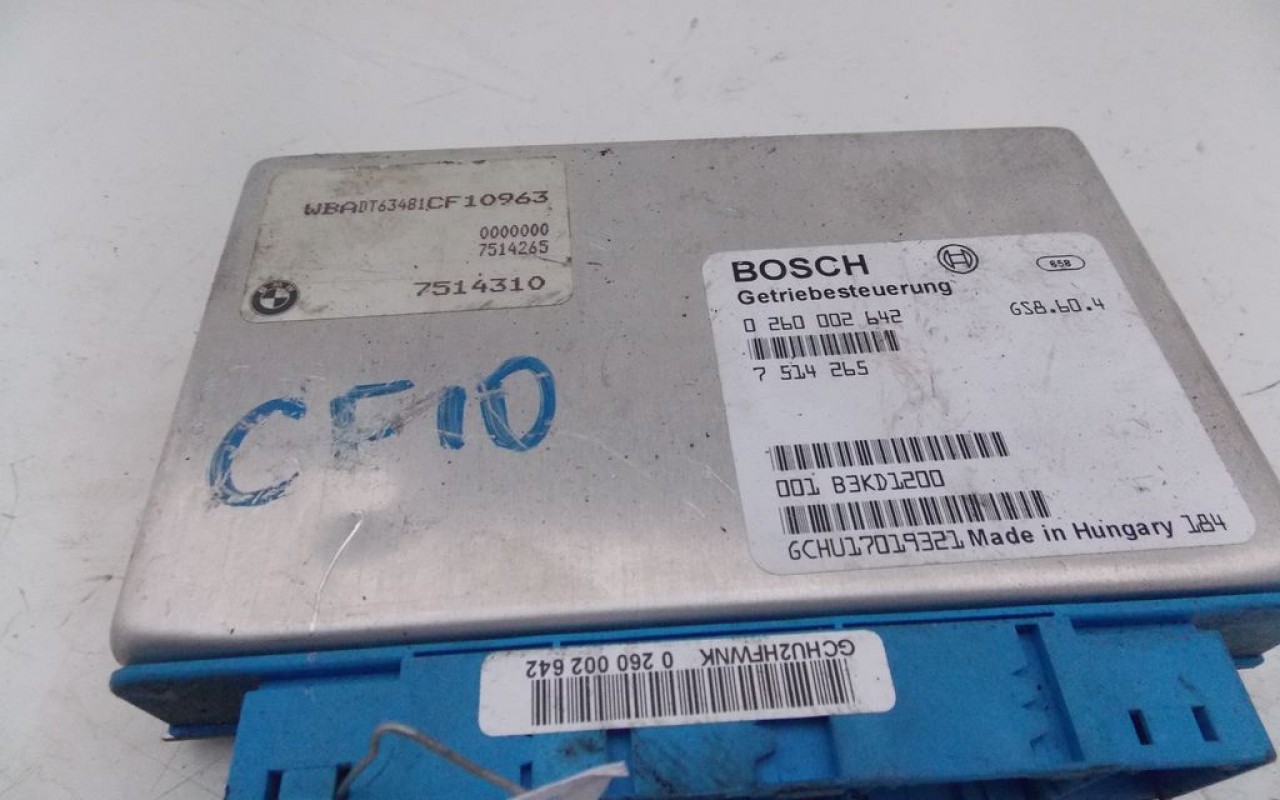 WBADT63481CF10963
0000000
7514265
7514310
CF10
BOSCH
658
Getriebesteuerung
0 260 002 642
GS8.60.4
7 514 265
001 B3KD1200
GCHU17019321 Made in Hungary 184
GCHU2HFWNK 0 260 002 642